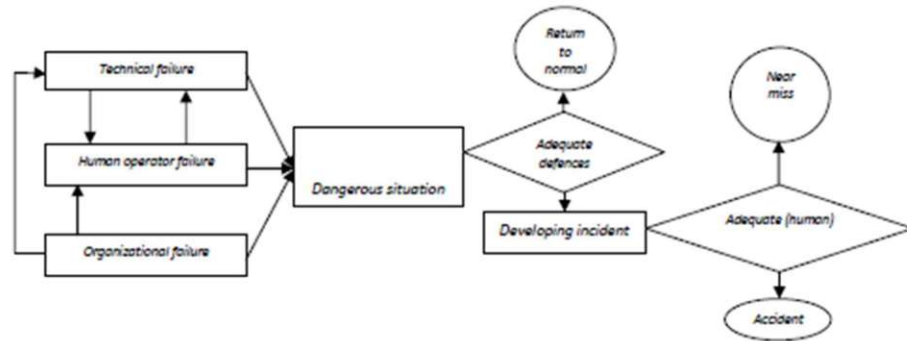 Technical failure
Human operator failure
Organizational failure
Dangerous situation
Return
to
normal
Adequate
defences
Developing incident
Near
miss
Adequate (human)
Accident